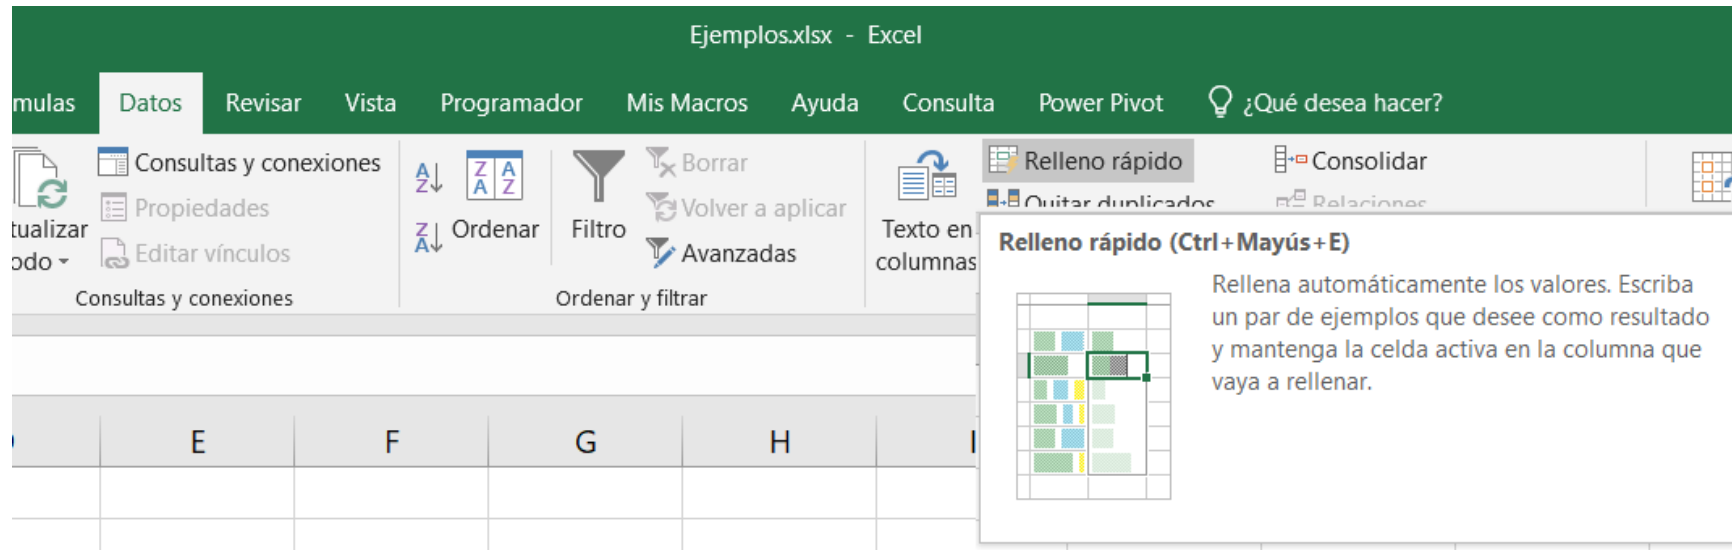 Ejemplos.xlsx - Excel
mulas Datos Revisar Vista Programador Mis Macros Ayuda Consulta Power Pivot ¿Qué desea hacer?
Consultas y conexiones
Propiedades
Editar vínculos
tualizar
odo
Consultas y conexiones
Ordenar
Filtro
Borrar
Volver a aplicar
Avanzadas
Ordenar y filtrar
Texto en
columnas
Relleno rápido
Quitar duplicados
Consolidar
Relaciones
Relleno rápido (Ctrl+Mayús+E)
Rellena automáticamente los valores. Escriba
un par de ejemplos que desee como resultado
y mantenga la celda activa en la columna que
vaya a rellenar.
E F G H I